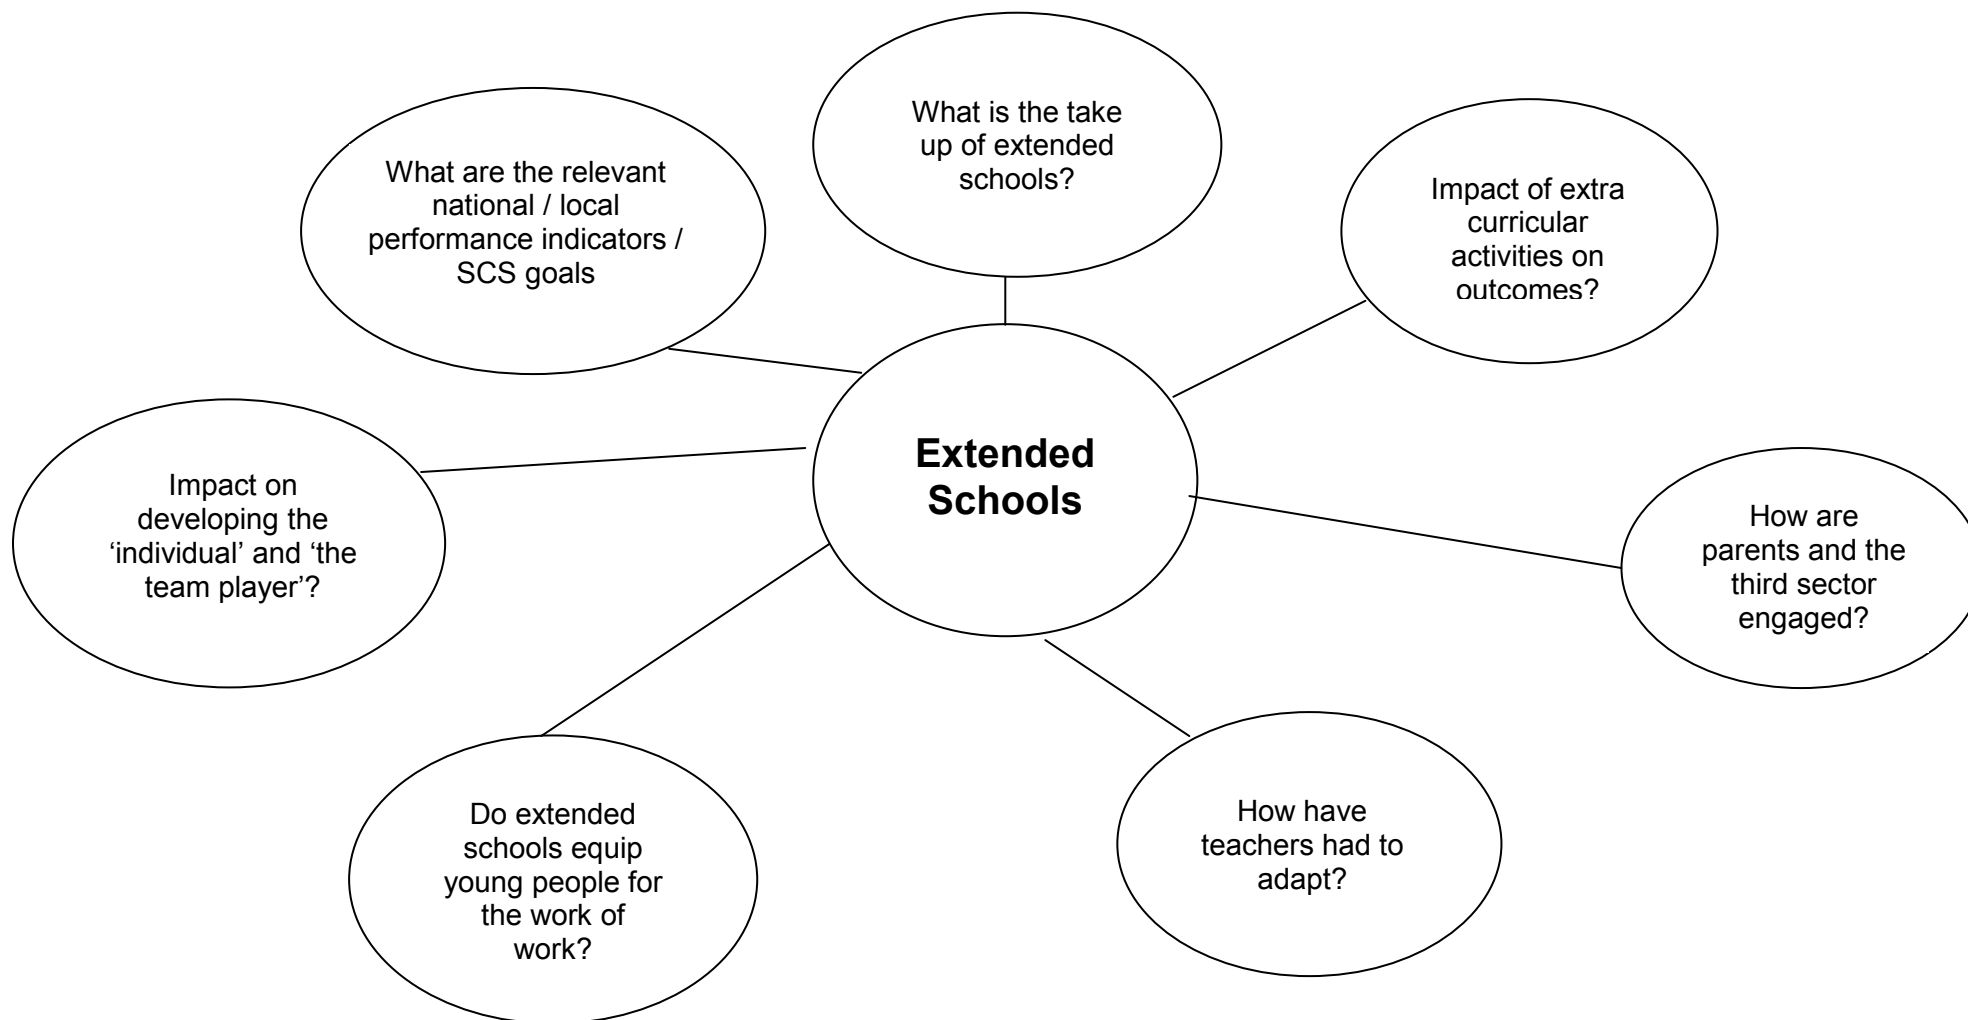 What is the take
up of extended
schools?
What are the relevant
national / local
performance indicators /
SCS goals
Impact of extra
curricular
activities on
outcomes?
Extended
Schools
Impact on
developing the
‘individual’ and ‘the
team player’?
How are
parents and the
third sector
engaged?
Do extended
schools equip
young people for
the work of
work?
How have
teachers had to
adapt?